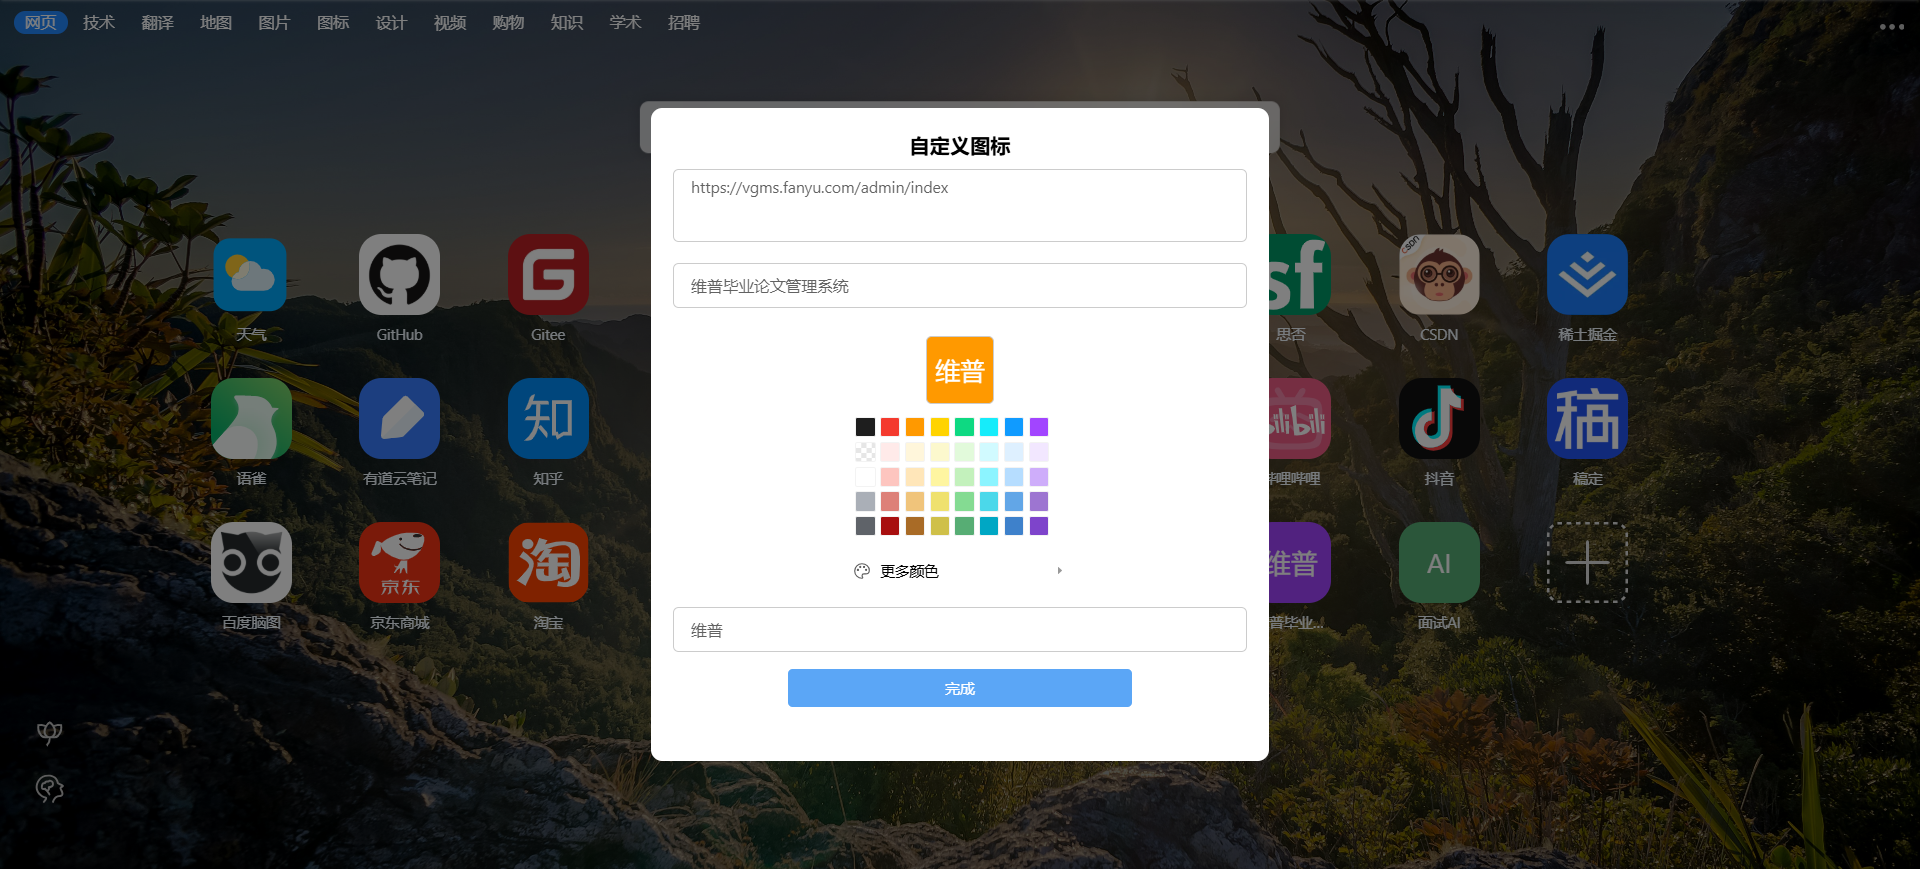 网页 技术 翻译 地图 图片 图标 设计 视频 购物 知识 学术 招聘
自定义图标
https://vgms.fanyu.com/admin/index
维普毕业论文管理系统
维普
更多颜色
维普
完成
sf CSDN
天气 GitHub Gitee 思否 CSDN 稀土掘金
知 bilibili 稿
语雀 有道云笔记 知乎 哔哩哔哩 抖音 稿定
京东 淘 维普 AI
百度脑图 京东商城 淘宝 普毕业... 面试AI